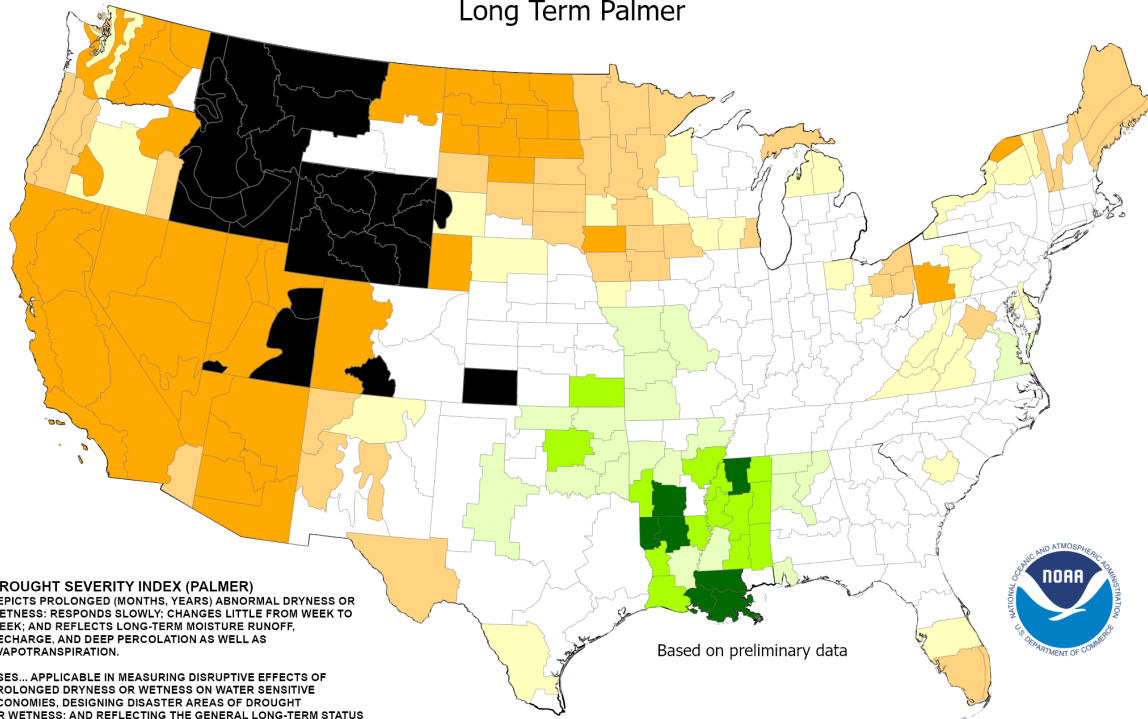 Long Term Palmer
ROUGHT SEVERITY INDEX (PALMER)
EPICTS PROLONGED (MONTHS, YEARS) ABNORMAL DRYNESS OR
ETNESS: RESPONDS SLOWLY; CHANGES LITTLE FROM WEEK TO
EEK; AND REFLECTS LONG-TERM MOISTURE RUNOFF,
ECHARGE, AND DEEP PERCOLATION AS WELL AS
VAPOTRANSPIRATION.
SES... APPLICABLE IN MEASURING DISRUPTIVE EFFECTS OF
ROLONGED DRYNESS OR WETNESS ON WATER SENSITIVE
CONOMIES, DESIGNING DISASTER AREAS OF DROUGHT
R WETNESS; AND REFLECTING THE GENERAL LONG-TERM STATUS
Based on preliminary data
NATIONAL OCEANIC AND ATMOSPHERIC ADMINISTRATION
NOAA
U.S. DEPARTMENT OF COMMERCE